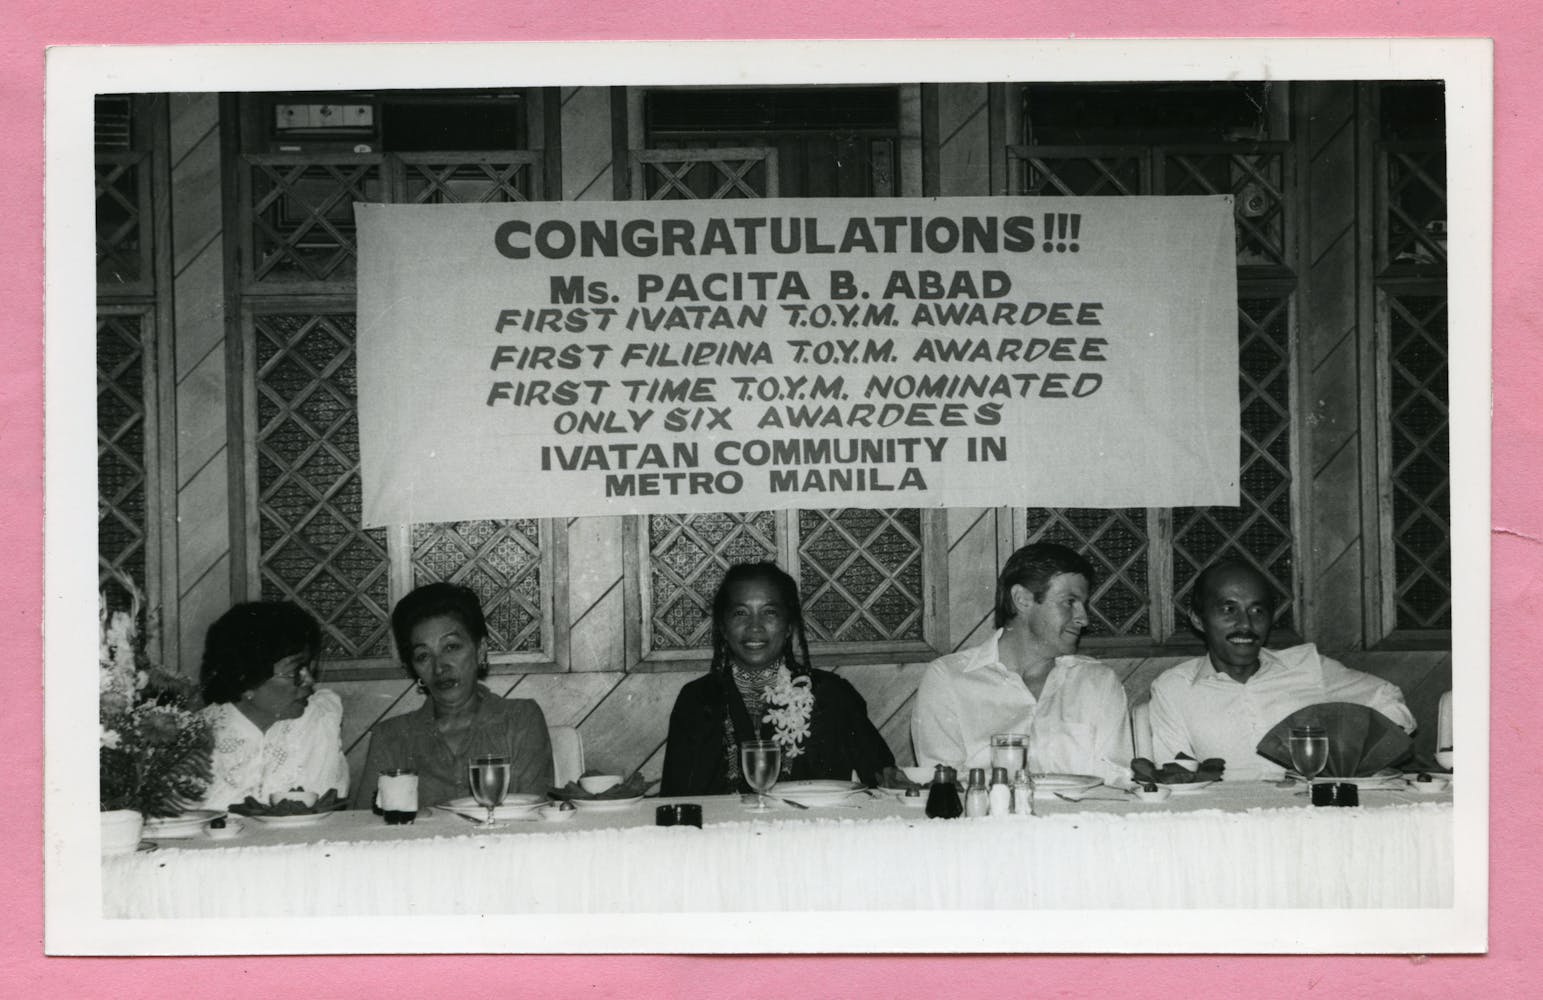 CONGRATULATIONS!!!
Ms. PACITA B. ABAD
FIRST IVATAN T.O.Y.M. AWARDEE
FIRST FILIPINA T.O.Y.M. AWARDEE
FIRST TIME T.O.Y.M. NOMINATED
ONLY SIX AWARDEES
IVATAN COMMUNITY IN
METRO MANILA